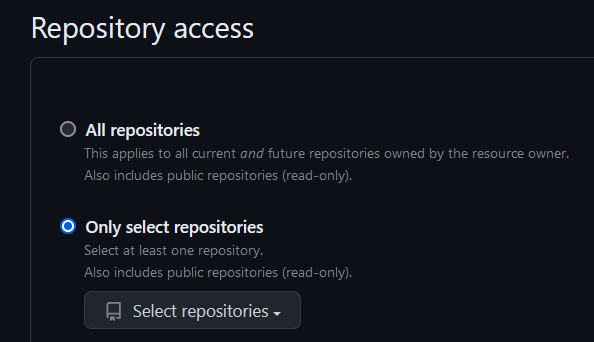 Repository access
All repositories
This applies to all current and future repositories owned by the resource owner.
Also includes public repositories (read-only).
Only select repositories
Select at least one repository.
Also includes public repositories (read-only).
Select repositories